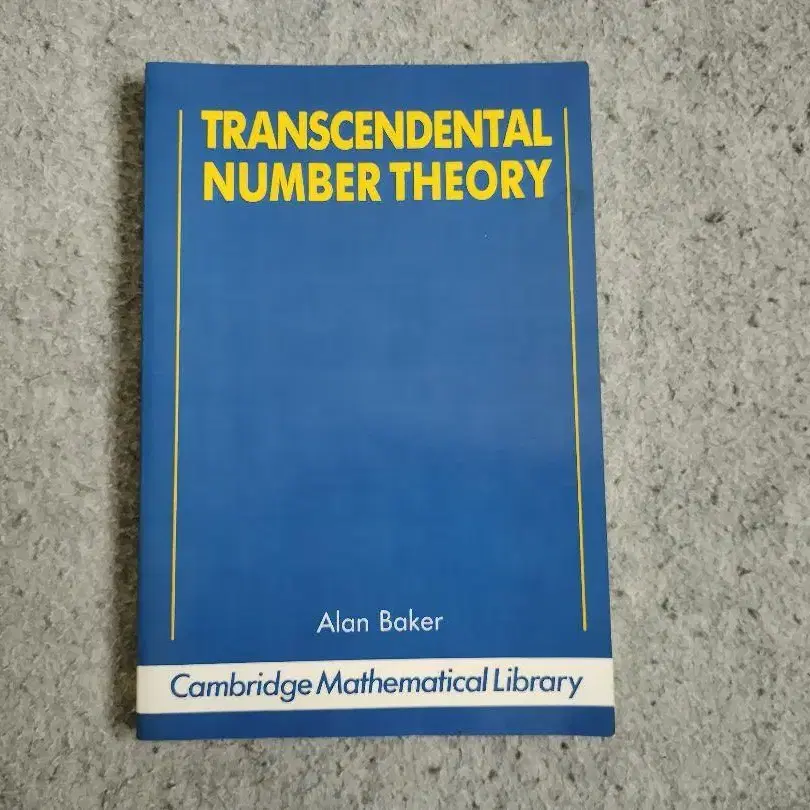 TRANSCENDENTAL
NUMBER THEORY
Alan Baker
Cambridge Mathematical Library